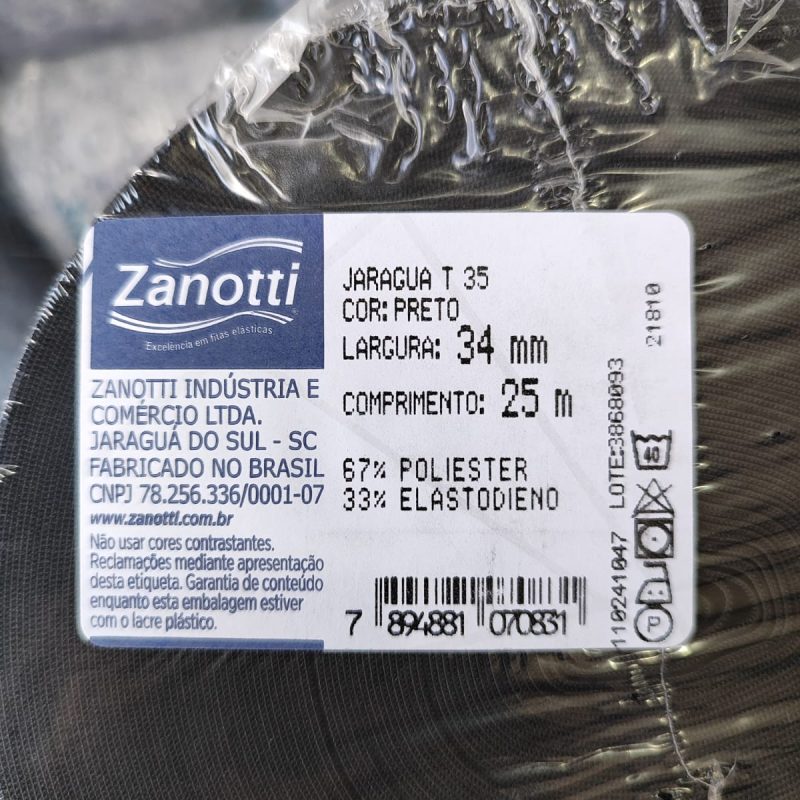 Zanotti
Excelência em fitas elásticas
ZANOTTI INDÚSTRIA E
COMÉRCIO LTDA.
JARAGUÁ DO SUL - SC
FABRICADO NO BRASIL
CNPJ 78.256.336/0001-07
www.zanotti.com.br
Não usar cores contrastantes.
Reclamações mediante apresentação
desta etiqueta. Garantia de conteúdo
enquanto esta embalagem estiver
com o lacre plástico.
JARAGUA T 35
COR: PRETO
LARGURA: 34 mm
COMPRIMENTO: 25 m
67% POLIESTER
33% ELASTODIENO
7 894881 070831
110241047 LOTE:3868093 21810
40
P